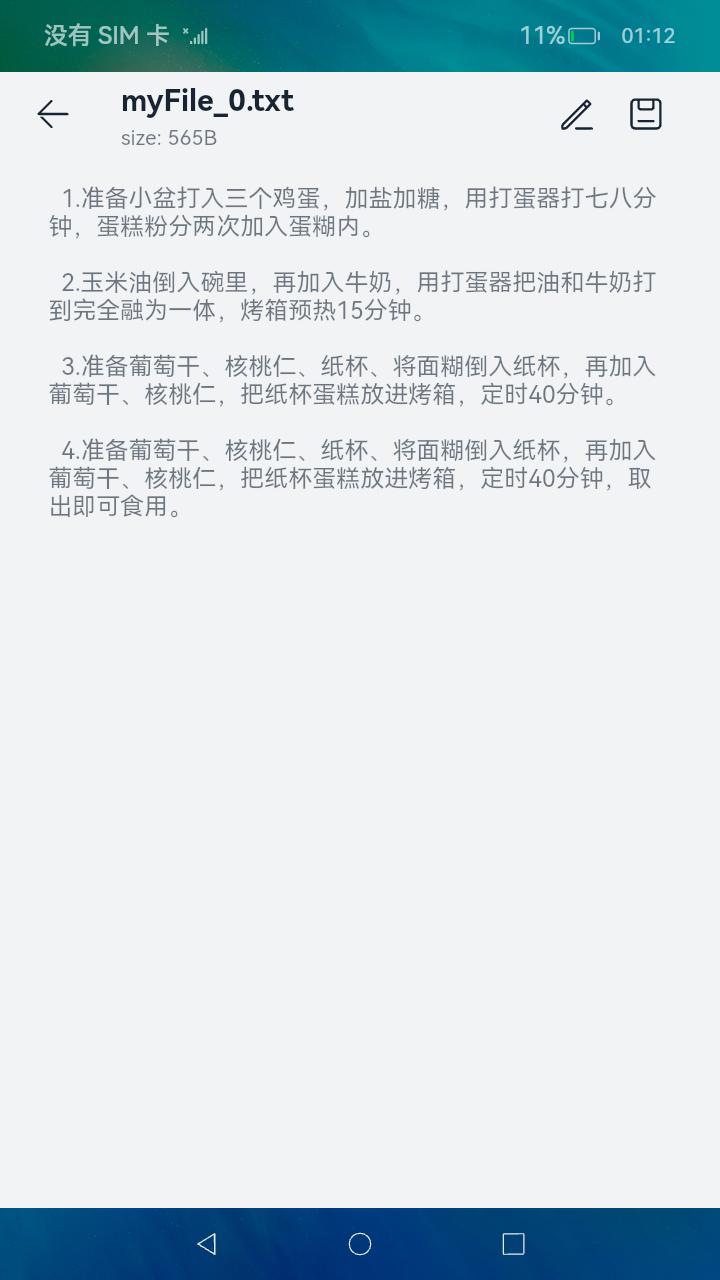 没有 SIM 卡 11% 01:12
myFile_0.txt
size: 565B
1.准备小盆打入三个鸡蛋，加盐加糖，用打蛋器打七八分
钟，蛋糕粉分两次加入蛋糊内。
2.玉米油倒入碗里，再加入牛奶，用打蛋器把油和牛奶打
到完全融为一体，烤箱预热15分钟。
3.准备葡萄干、核桃仁、纸杯、将面糊倒入纸杯，再加入
葡萄干、核桃仁，把纸杯蛋糕放进烤箱，定时40分钟。
4.准备葡萄干、核桃仁、纸杯、将面糊倒入纸杯，再加入
葡萄干、核桃仁，把纸杯蛋糕放进烤箱，定时40分钟，取
出即可食用。